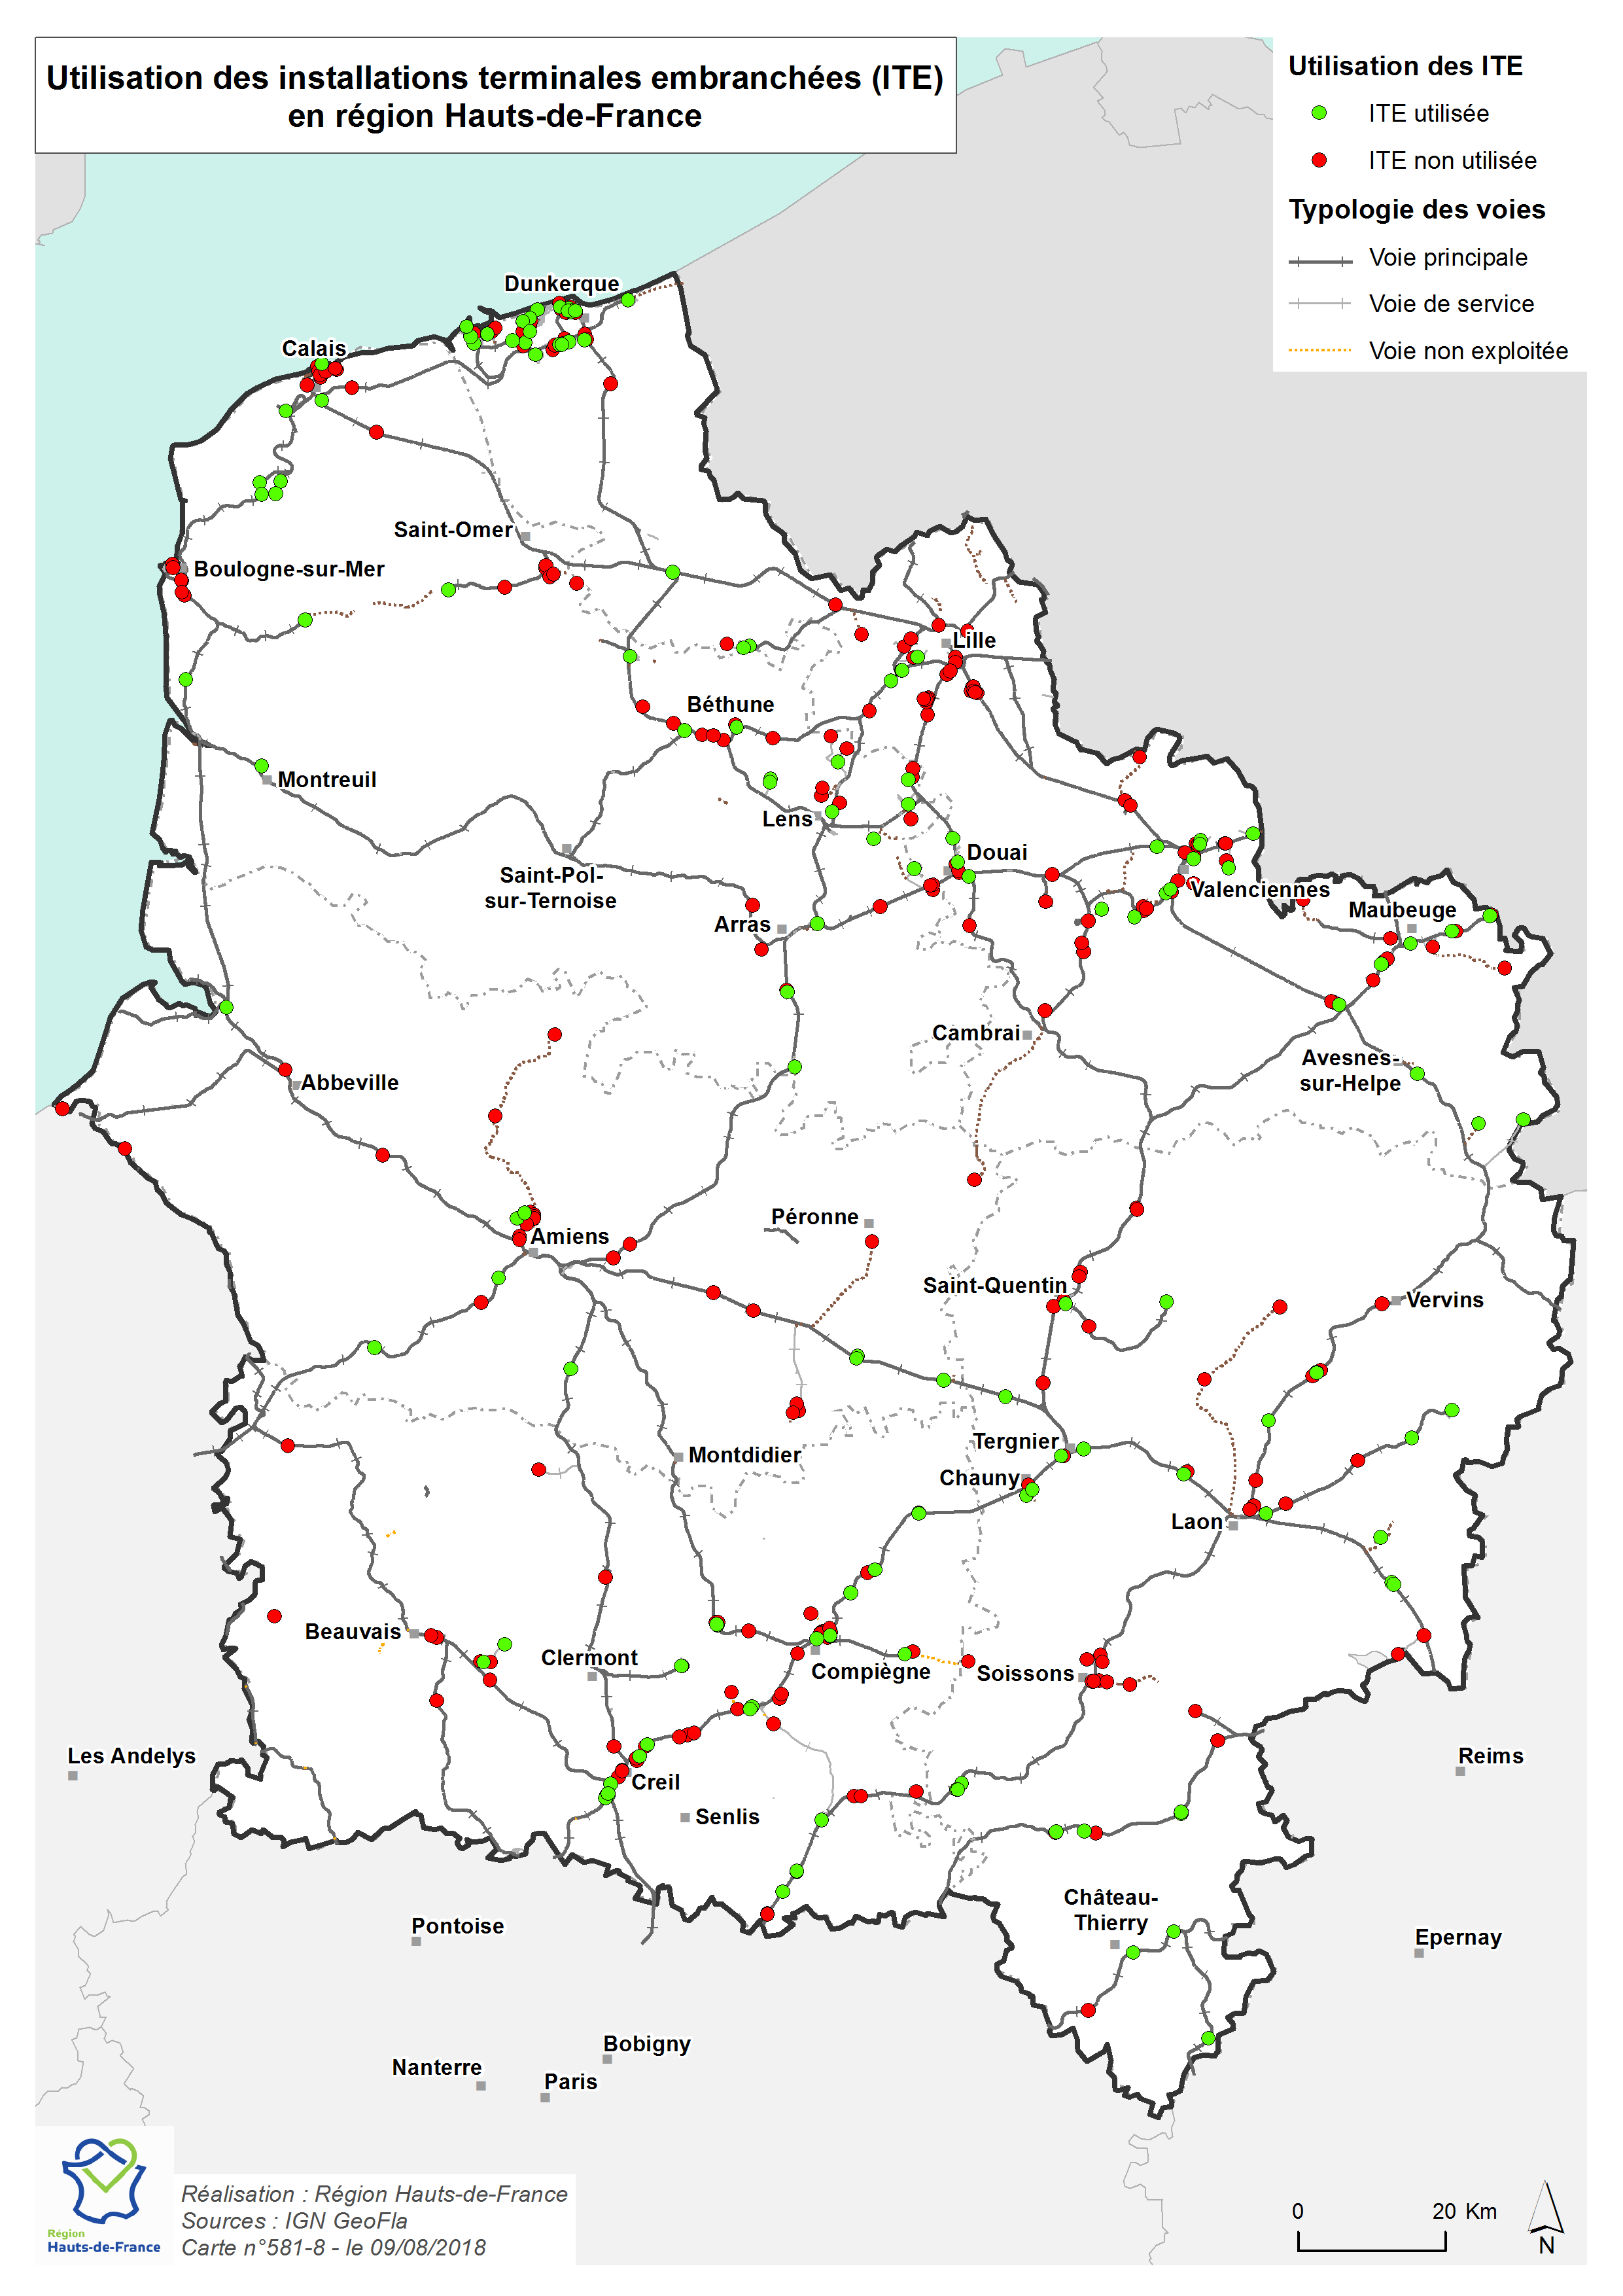 Utilisation des installations terminales embranchées (ITE)
en région Hauts-de-France
Utilisation des ITE
ITE utilisée
ITE non utilisée
Typologie des voies
Voie principale
Voie de service
Voie non exploitée
Dunkerque
Calais
Saint-Omer
Boulogne-sur-Mer
Lille
Béthune
Montreuil
Lens
Douai
Saint-Pol-
sur-Ternoise
Valenciennes
Maubeuge
Arras
Cambrai
Avesnes-
sur-Helpe
Abbeville
Péronne
Amiens
Saint-Quentin
Vervins
Tergnier
Montdidier
Chauny
Laon
Beauvais
Clermont
Compiègne
Soissons
Les Andelys
Reims
Creil
Senlis
Château-
Thierry
Pontoise
Epernay
Bobigny
Nanterre
Paris
Région
Hauts-de-France
Réalisation : Région Hauts-de-France
Sources : IGN GeoFla
Carte n°581-8 - le 09/08/2018
0 20 Km
N